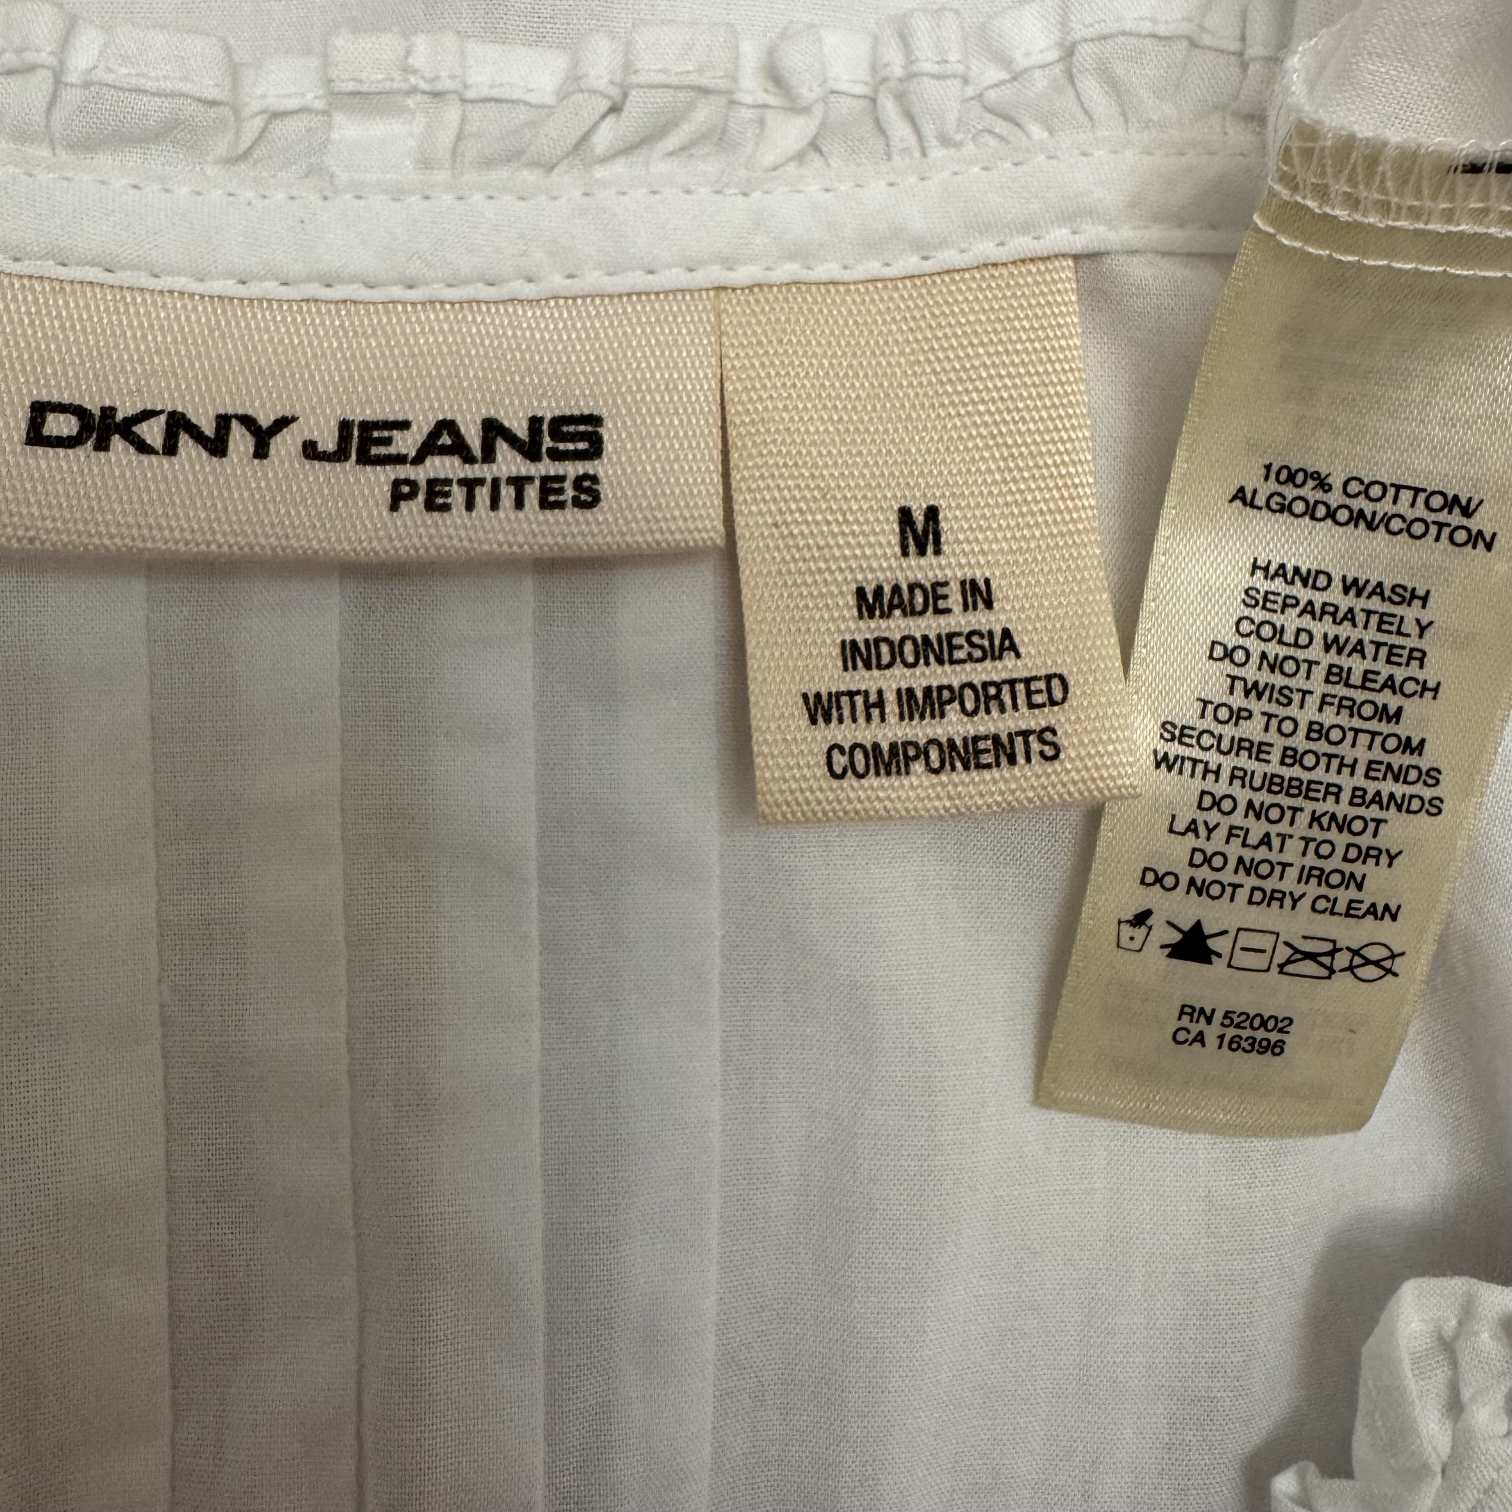 DKNY JEANS
PETITES
M
MADE IN
INDONESIA
WITH IMPORTED
COMPONENTS
100% COTTON/
ALGODON/COTON
HAND WASH
SEPARATELY
COLD WATER
DO NOT BLEACH
TWIST FROM
TOP TO BOTTOM
SECURE BOTH ENDS
WITH RUBBER BANDS
DO NOT KNOT
LAY FLAT TO DRY
DO NOT IRON
DO NOT DRY CLEAN
RN 52002
CA 16396